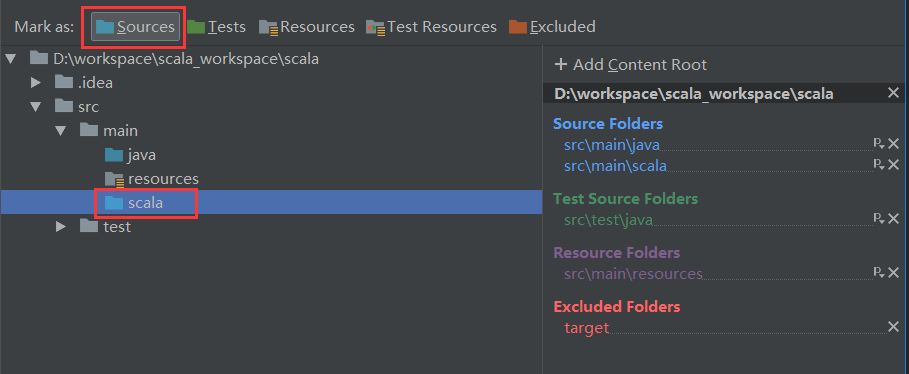 Mark as: Sources Tests Resources Test Resources Excluded
D:\workspace\scala_workspace\scala
.idea
src
main
java
resources
scala
test
+ Add Content Root
D:\workspace\scala_workspace\scala
Source Folders
src\main\java
src\main\scala
Test Source Folders
src\test\java
Resource Folders
src\main\resources
Excluded Folders
target